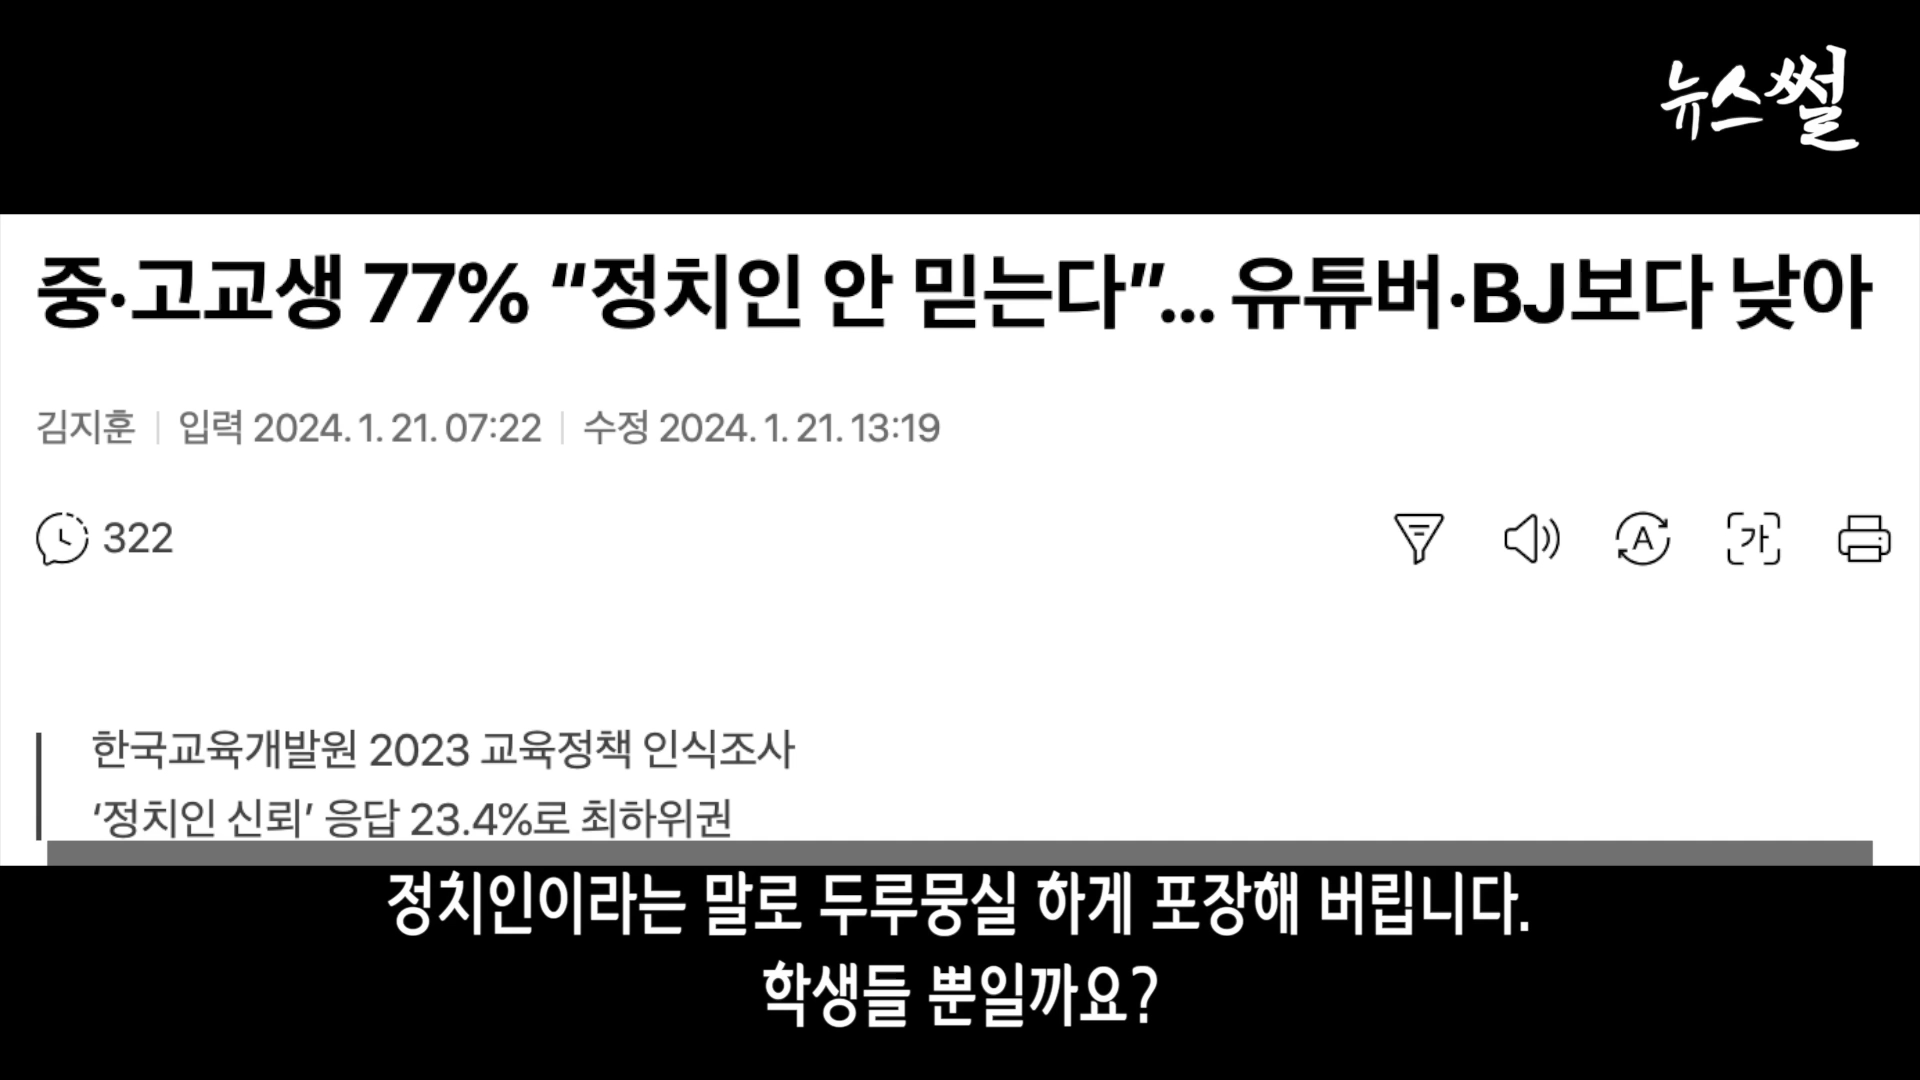 뉴스썰
중·고교생 77% “정치인 안 믿는다”... 유튜버·BJ보다 낮아
김지훈 | 입력 2024. 1. 21. 07:22 | 수정 2024. 1. 21. 13:19
322
A
가
한국교육개발원 2023 교육정책 인식조사
‘정치인 신뢰’ 응답 23.4%로 최하위권
정치인이라는 말로 두루뭉실 하게 포장해 버립니다.
학생들 뿐일까요?